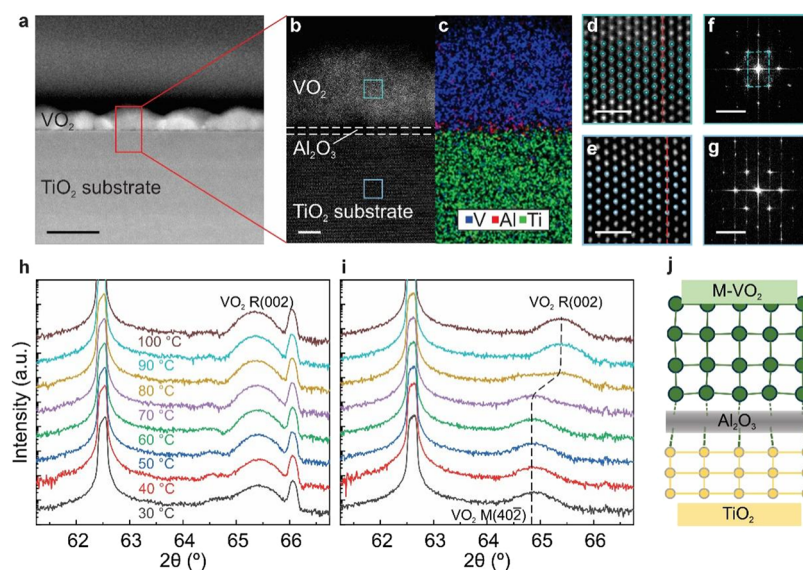 a
VO₂
TiO₂ substrate
b
VO₂
Al₂O₃
TiO₂ substrate
c
V Al Ti
d
e
f
g
h
VO₂ R(002)
100 °C
90 °C
80 °C
70 °C
60 °C
50 °C
40 °C
30 °C
Intensity (a.u.)
62 63 64 65 66
2θ (º)
i
VO₂ R(002)
VO₂ M(402̅)
62 63 64 65 66
2θ (º)
j
M-VO₂
Al₂O₃
TiO₂